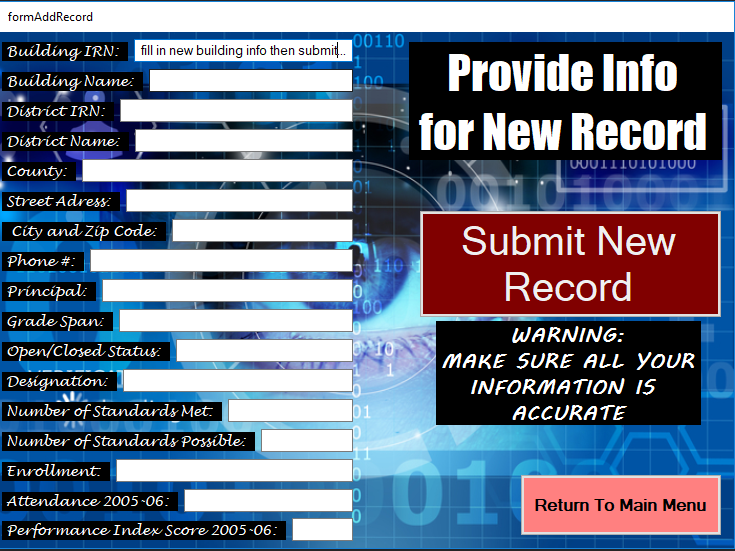 formAddRecord
Building IRN: fill in new building info then submit...
Building Name:
District IRN:
District Name:
County:
Street Adress:
City and Zip Code:
Phone #:
Principal:
Grade Span:
Open/Closed Status:
Designation:
Number of Standards Met:
Number of Standards Possible:
Enrollment:
Attendance 2005-06:
Performance Index Score 2005-06:
Provide Info
for New Record
Submit New
Record
WARNING:
MAKE SURE ALL YOUR
INFORMATION IS
ACCURATE
Return To Main Menu
00110
0001110101000